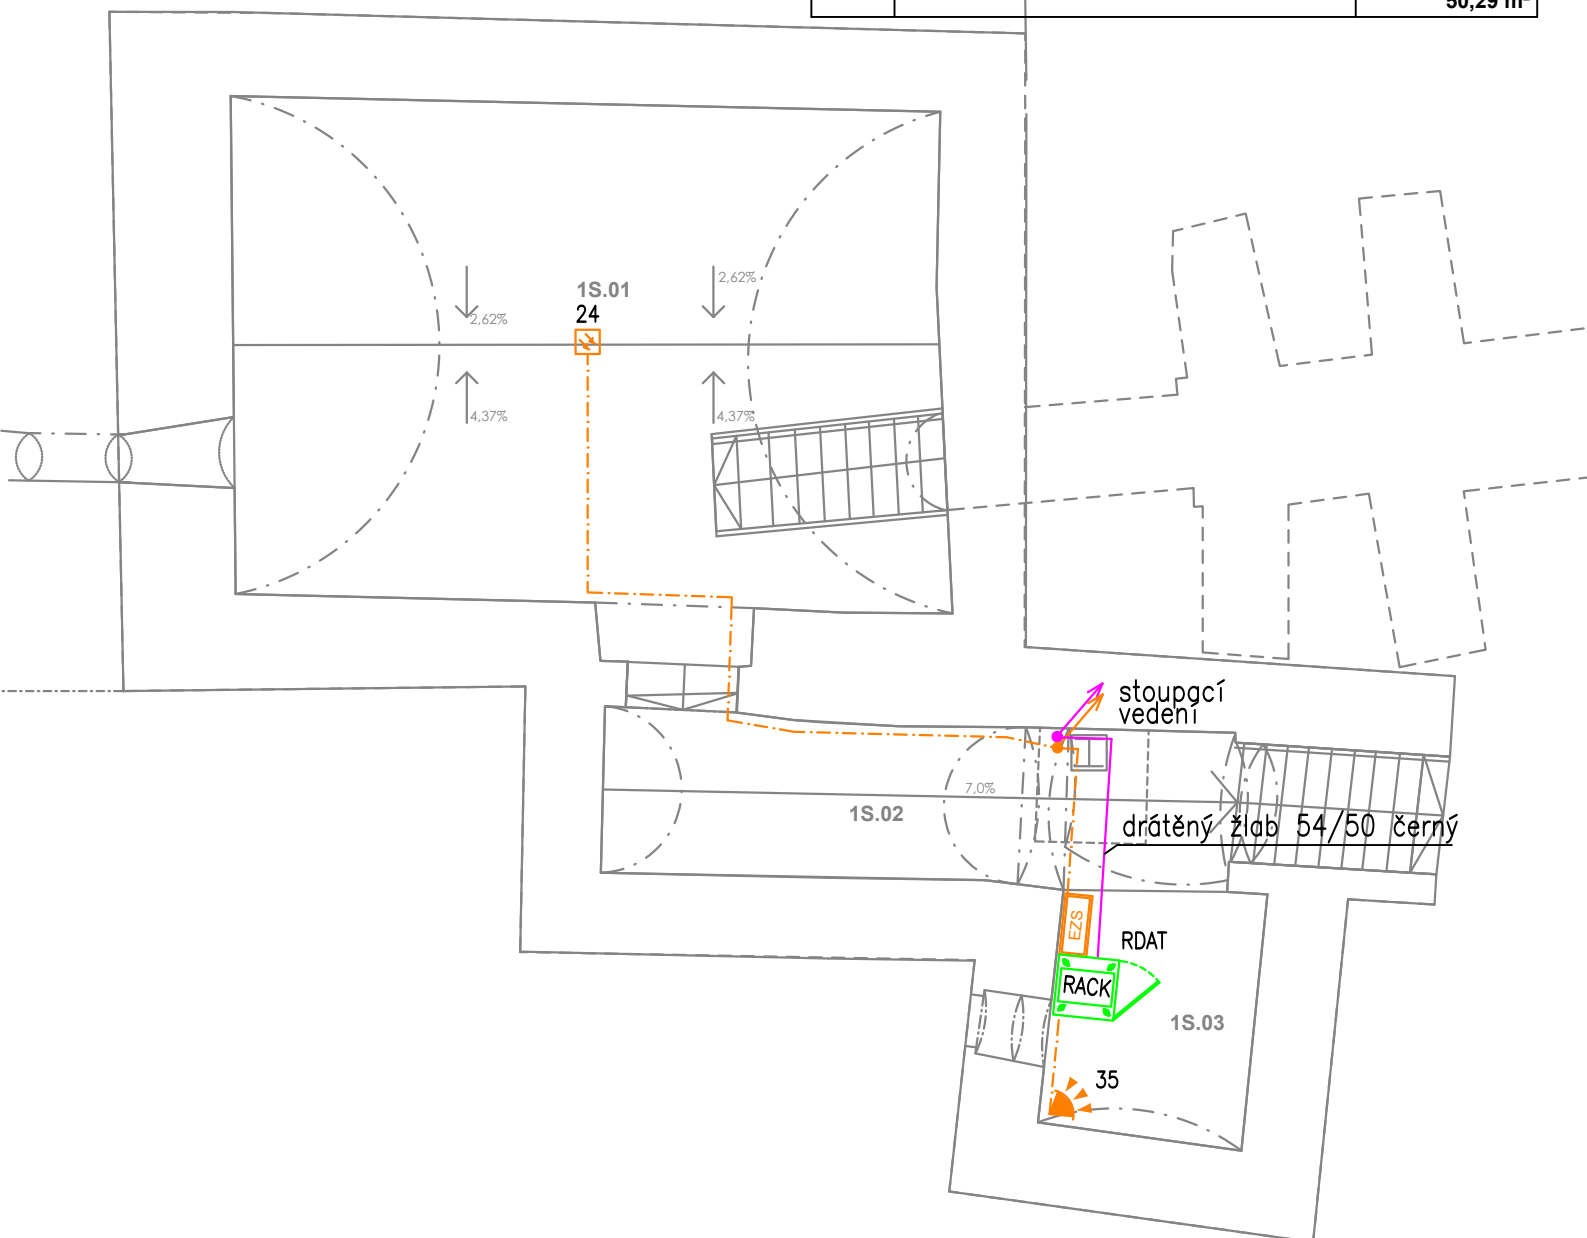 50,29 m²
1S.01
24
2,62%
2,62%
4,37%
4,37%
stoupací
vedení
7,0%
1S.02
drátěný žlab 54/50 černý
EZS
RDAT
RACK
1S.03
35